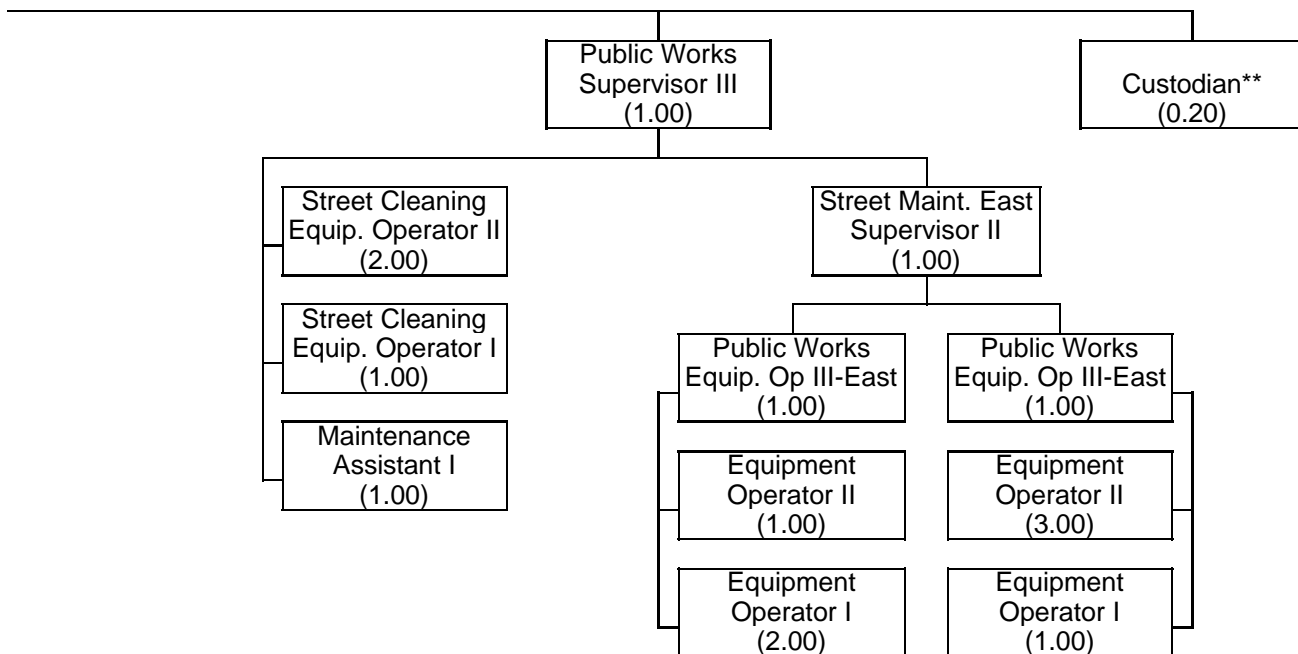 Public Works
Supervisor III
(1.00)
Custodian**
(0.20)
Street Cleaning
Equip. Operator II
(2.00)
Street Cleaning
Equip. Operator I
(1.00)
Maintenance
Assistant I
(1.00)
Street Maint. East
Supervisor II
(1.00)
Public Works
Equip. Op III-East
(1.00)
Equipment
Operator II
(1.00)
Equipment
Operator I
(2.00)
Public Works
Equip. Op III-East
(1.00)
Equipment
Operator II
(3.00)
Equipment
Operator I
(1.00)